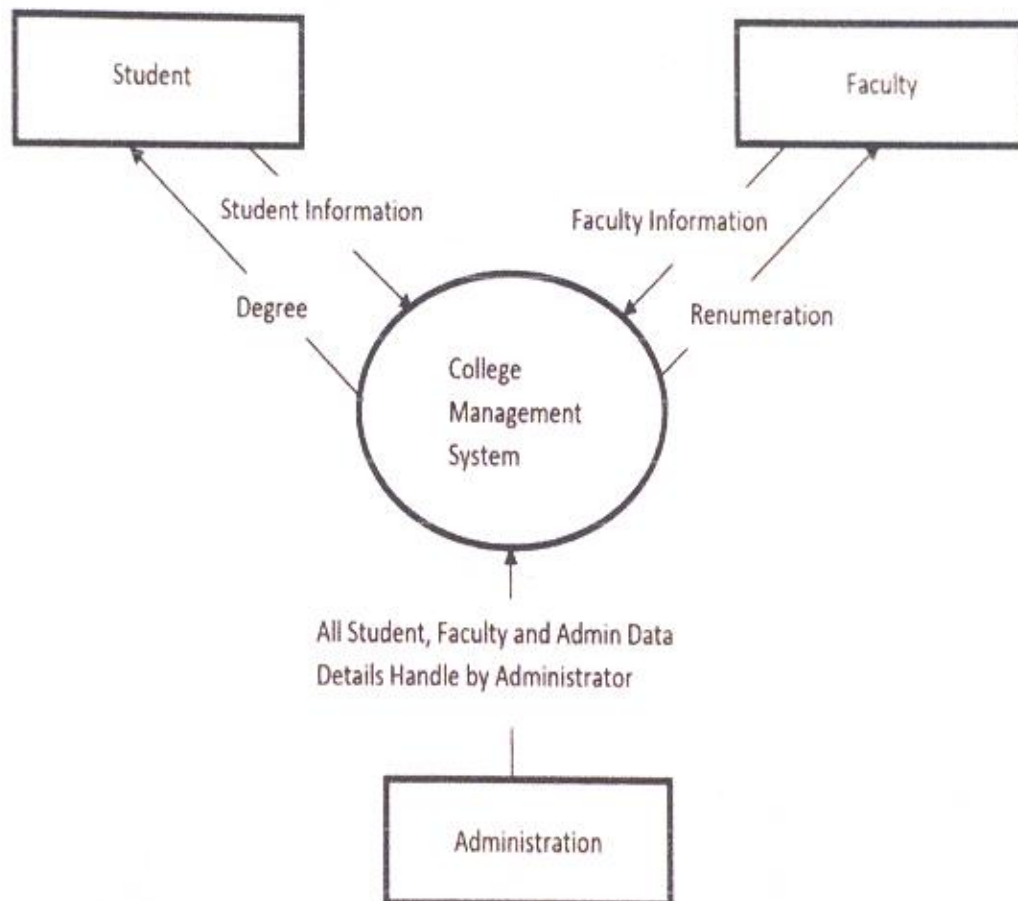 Student
Faculty
Student Information
Faculty Information
Degree
Renumeration
College
Management
System
All Student, Faculty and Admin Data
Details Handle by Administrator
Administration